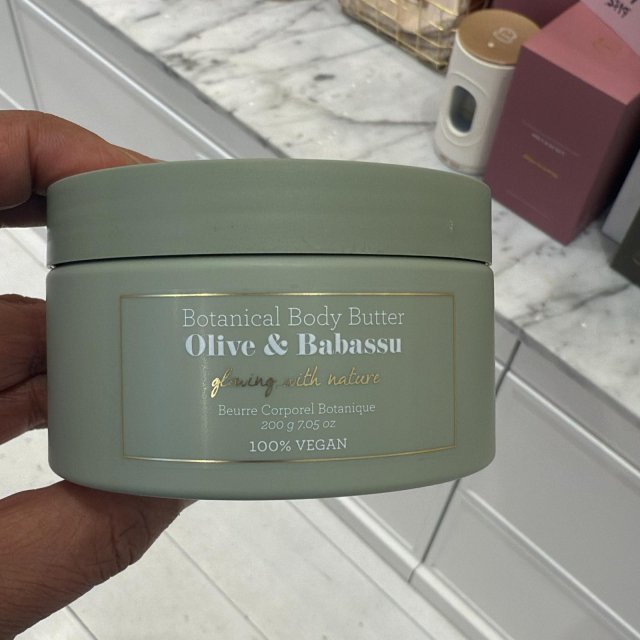 Botanical Body Butter
Olive & Babassu
glowing with nature
Beurre Corporel Botanique
200 g 7.05 oz
100% VEGAN